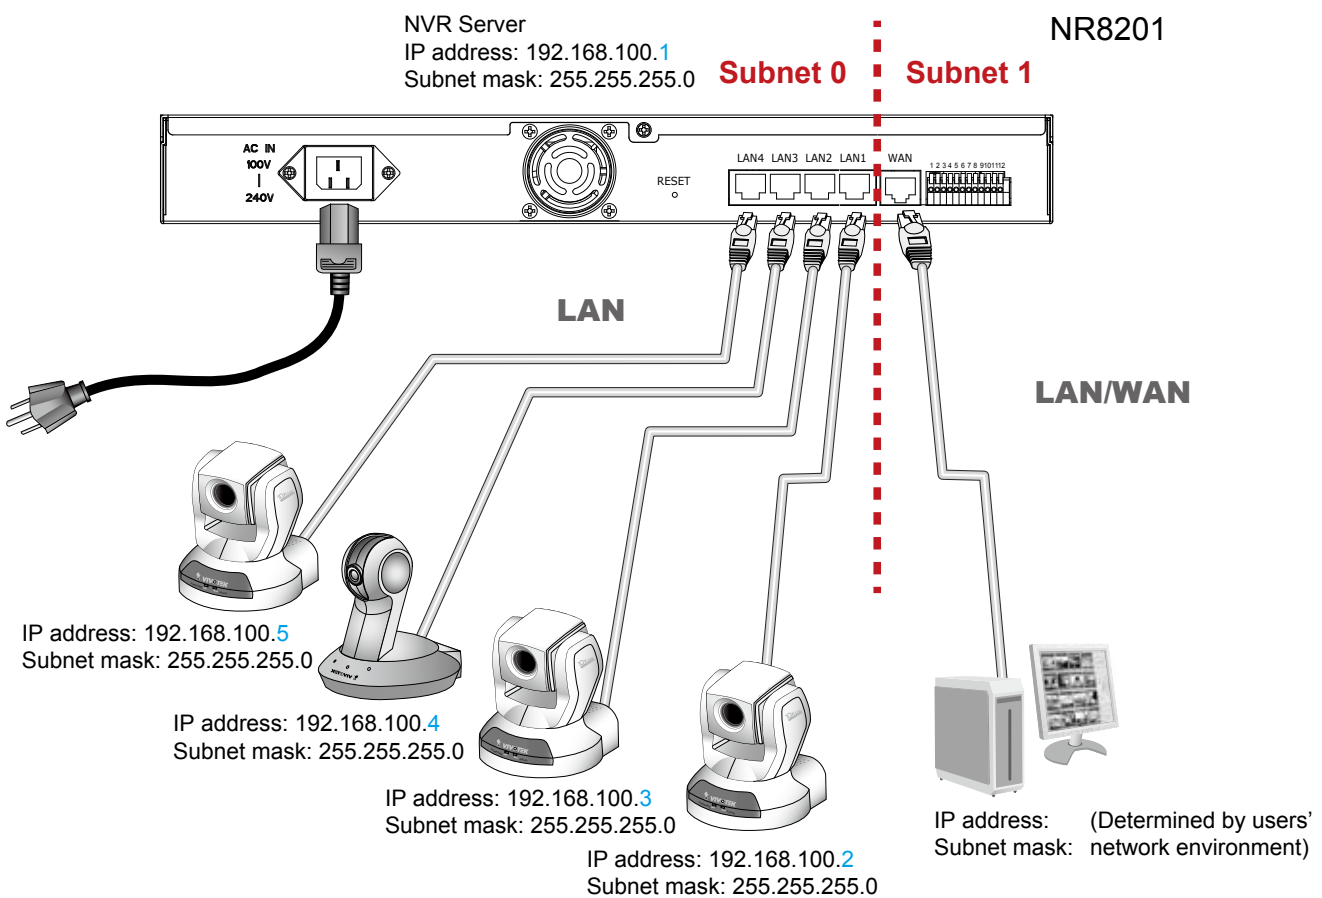 NVR Server
IP address: 192.168.100.1
Subnet mask: 255.255.255.0
Subnet 0
Subnet 1
NR8201
AC IN
100V
|
240V
RESET
LAN4 LAN3 LAN2 LAN1 WAN
1 2 3 4 5 6 7 8 9101112
LAN
LAN/WAN
VIVOTEK
IP address: 192.168.100.5
Subnet mask: 255.255.255.0
VIVOTEK
IP address: 192.168.100.4
Subnet mask: 255.255.255.0
VIVOTEK
IP address: 192.168.100.3
Subnet mask: 255.255.255.0
VIVOTEK
IP address: 192.168.100.2
Subnet mask: 255.255.255.0
IP address: (Determined by users’
Subnet mask: network environment)